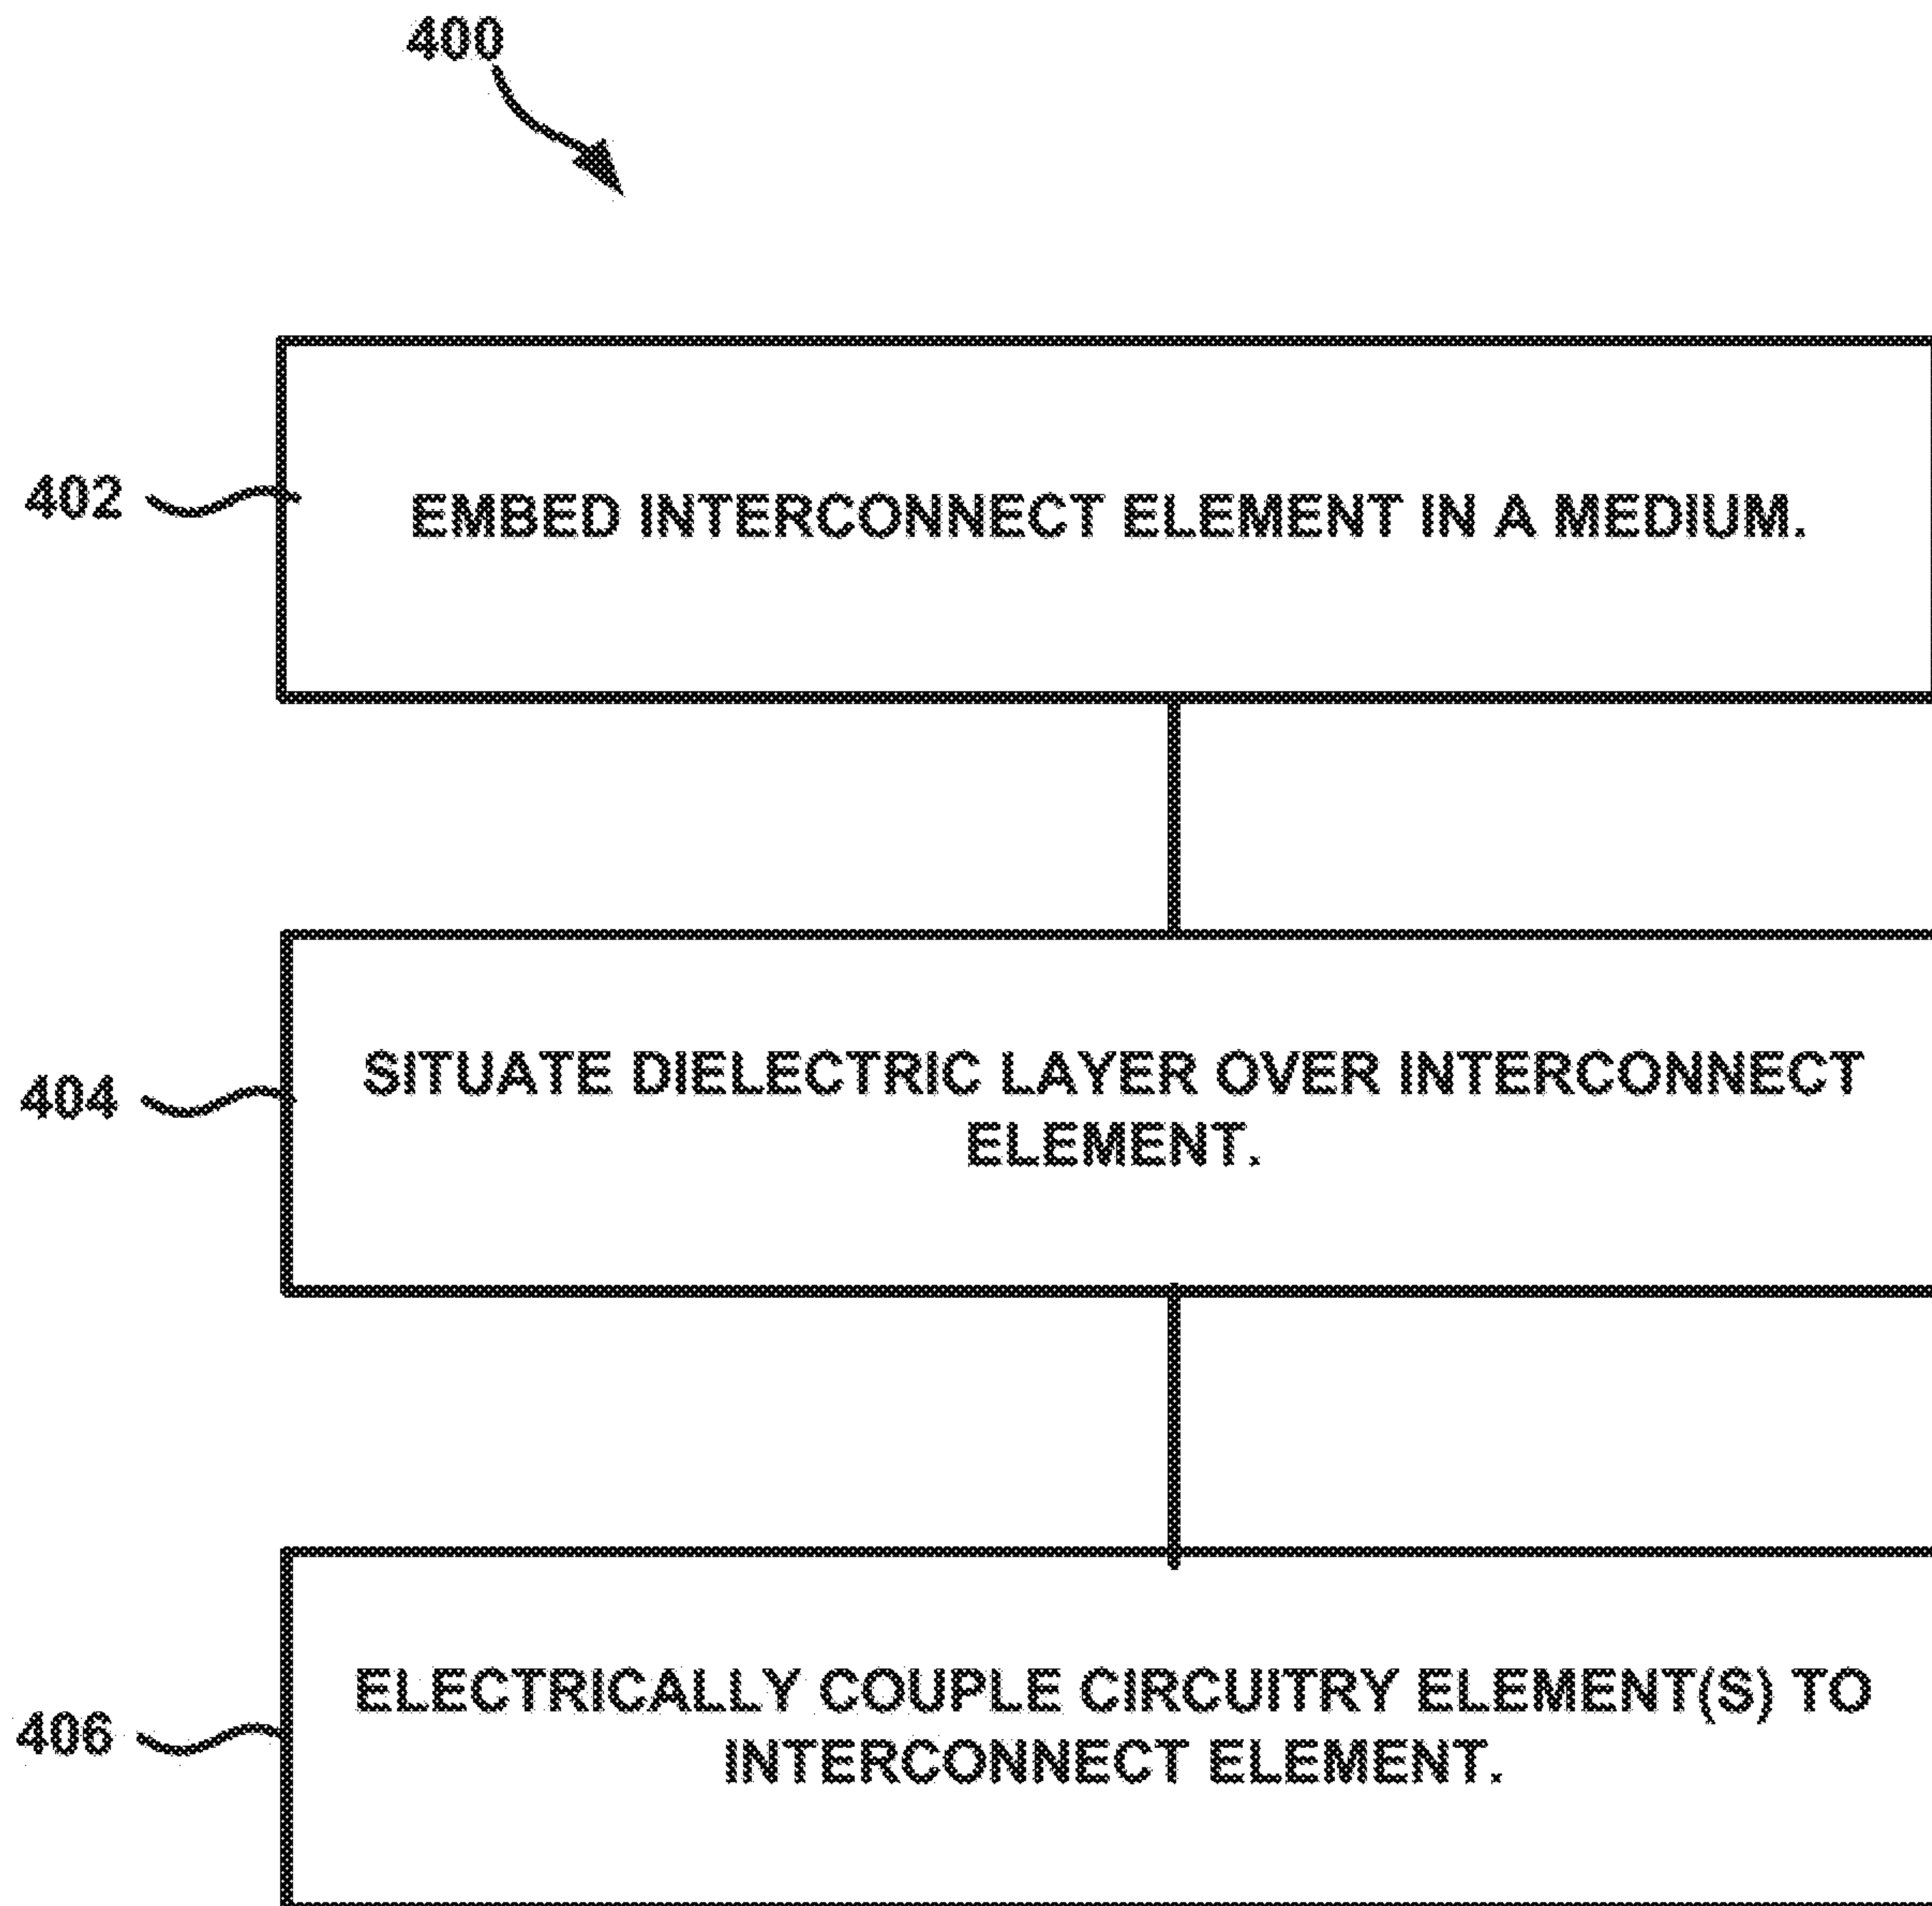 400
402
EMBED INTERCONNECT ELEMENT IN A MEDIUM.
404
SITUATE DIELECTRIC LAYER OVER INTERCONNECT
ELEMENT.
406
ELECTRICALLY COUPLE CIRCUITRY ELEMENT(S) TO
INTERCONNECT ELEMENT.